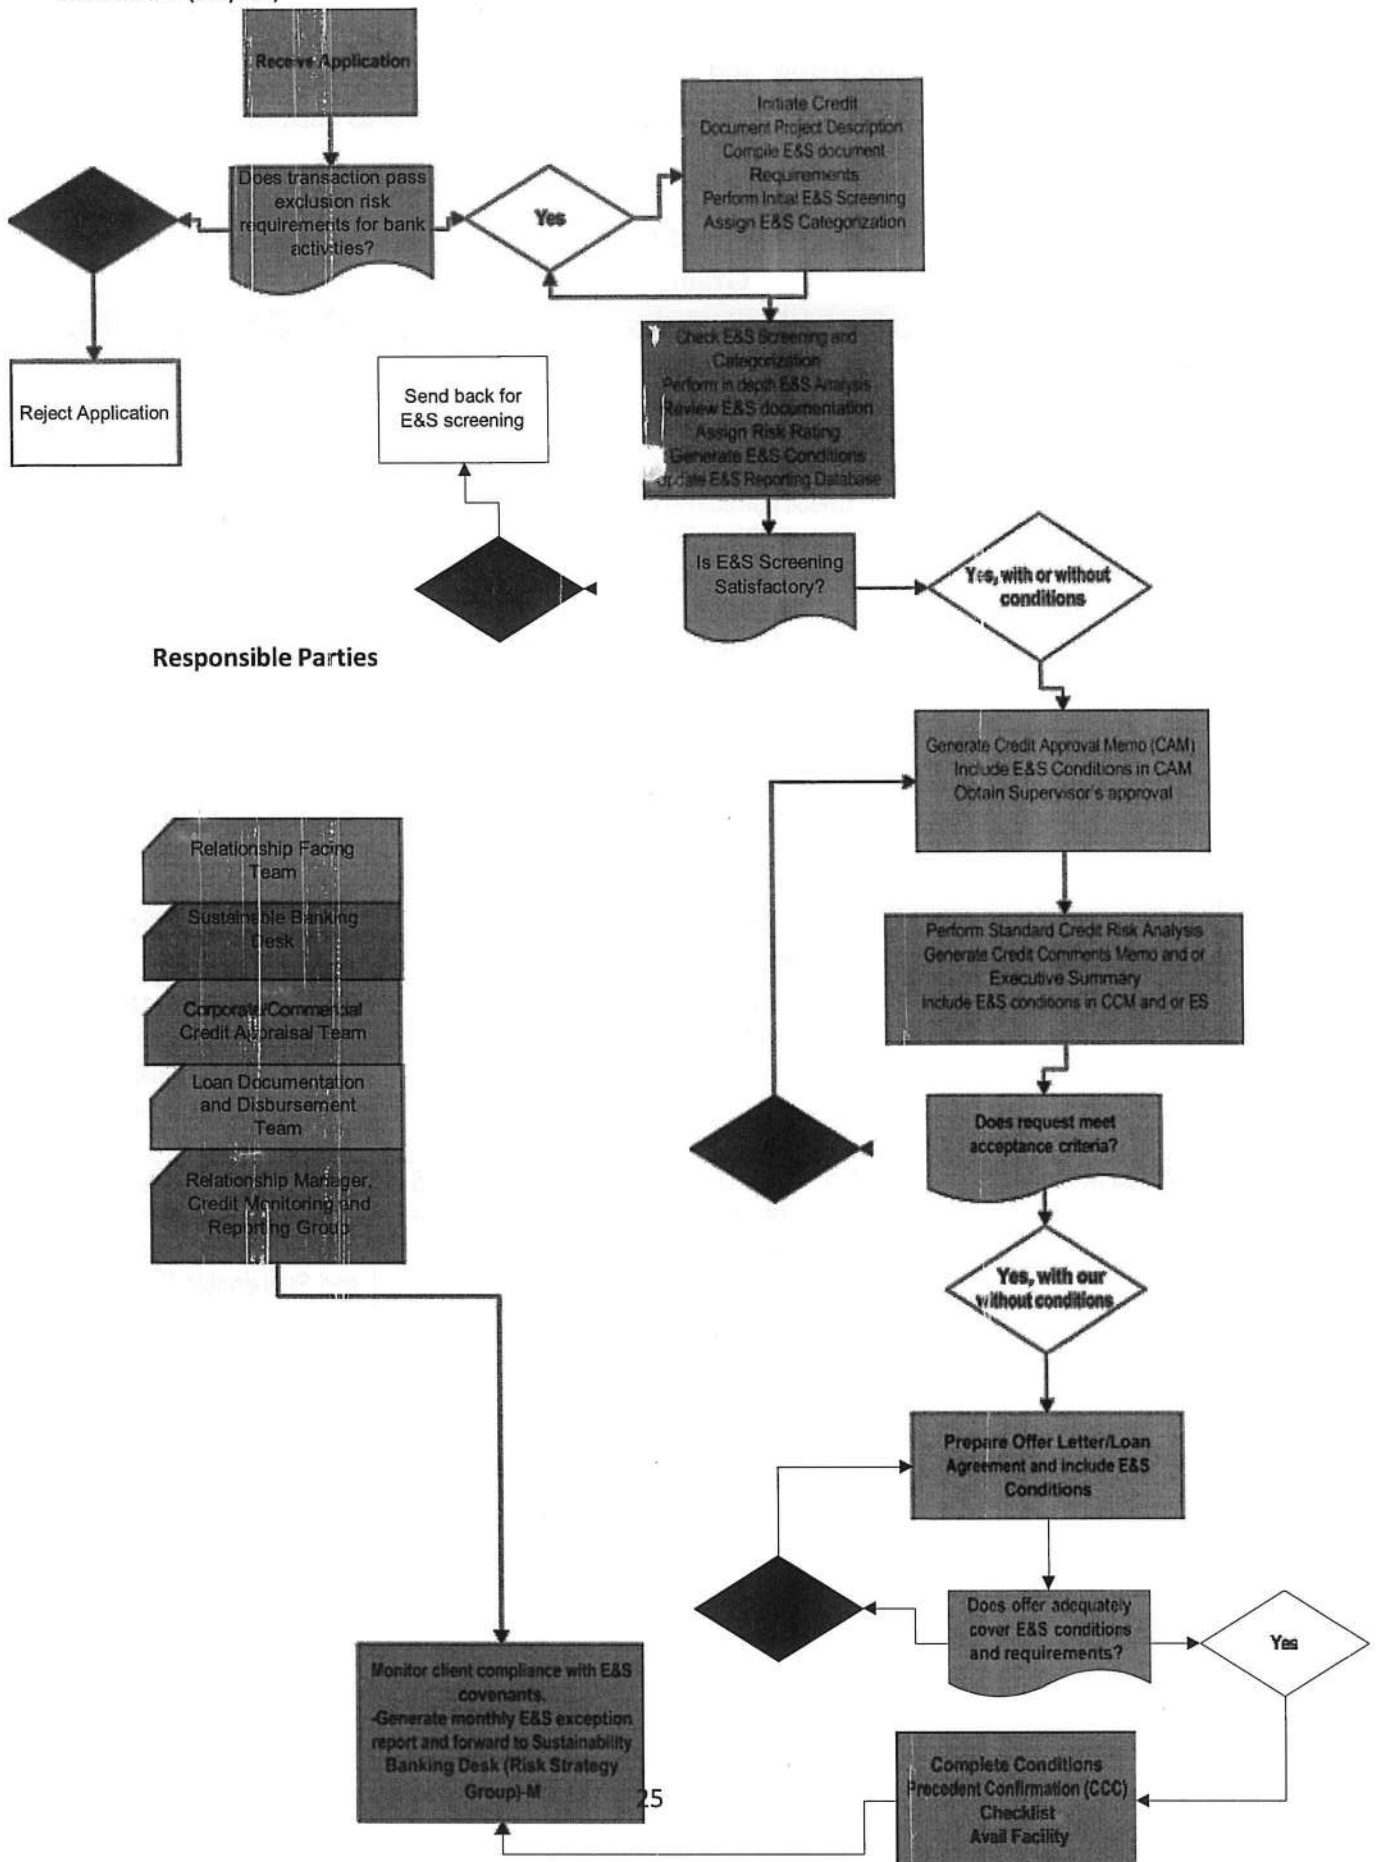 Receive Application
Does transaction pass
exclusion risk
requirements for bank
activities?
Yes
Initiate Credit
Document Project Description
Compile E&S document
Requirements
Perform Initial E&S Screening
Assign E&S Categorization
Reject Application
Send back for
E&S screening
Check E&S Screening and
Categorization
Perform in depth E&S Analysis
Review E&S documentation
Assign Risk Rating
Generate E&S Conditions
Update E&S Reporting Database
Is E&S Screening
Satisfactory?
Yes, with or without
conditions
Responsible Parties
Generate Credit Approval Memo (CAM)
Include E&S Conditions in CAM
Obtain Supervisor's approval
Relationship Facing
Team
Sustainable Banking
Desk
Corporate/Commercial
Credit Appraisal Team
Loan Documentation
and Disbursement
Team
Relationship Manager,
Credit Monitoring and
Reporting Group
Perform Standard Credit Risk Analysis
Generate Credit Comments Memo and or
Executive Summary
Include E&S conditions in CCM and or ES
Does request meet
acceptance criteria?
Yes, with our
without conditions
Prepare Offer Letter/Loan
Agreement and include E&S
Conditions
Does offer adequately
cover E&S conditions
and requirements?
Yes
Monitor client compliance with E&S
covenants.
-Generate monthly E&S exception
report and forward to Sustainability
Banking Desk (Risk Strategy
Group)-M
Complete Conditions
Precedent Confirmation (CCC)
Checklist
Avail Facility
25